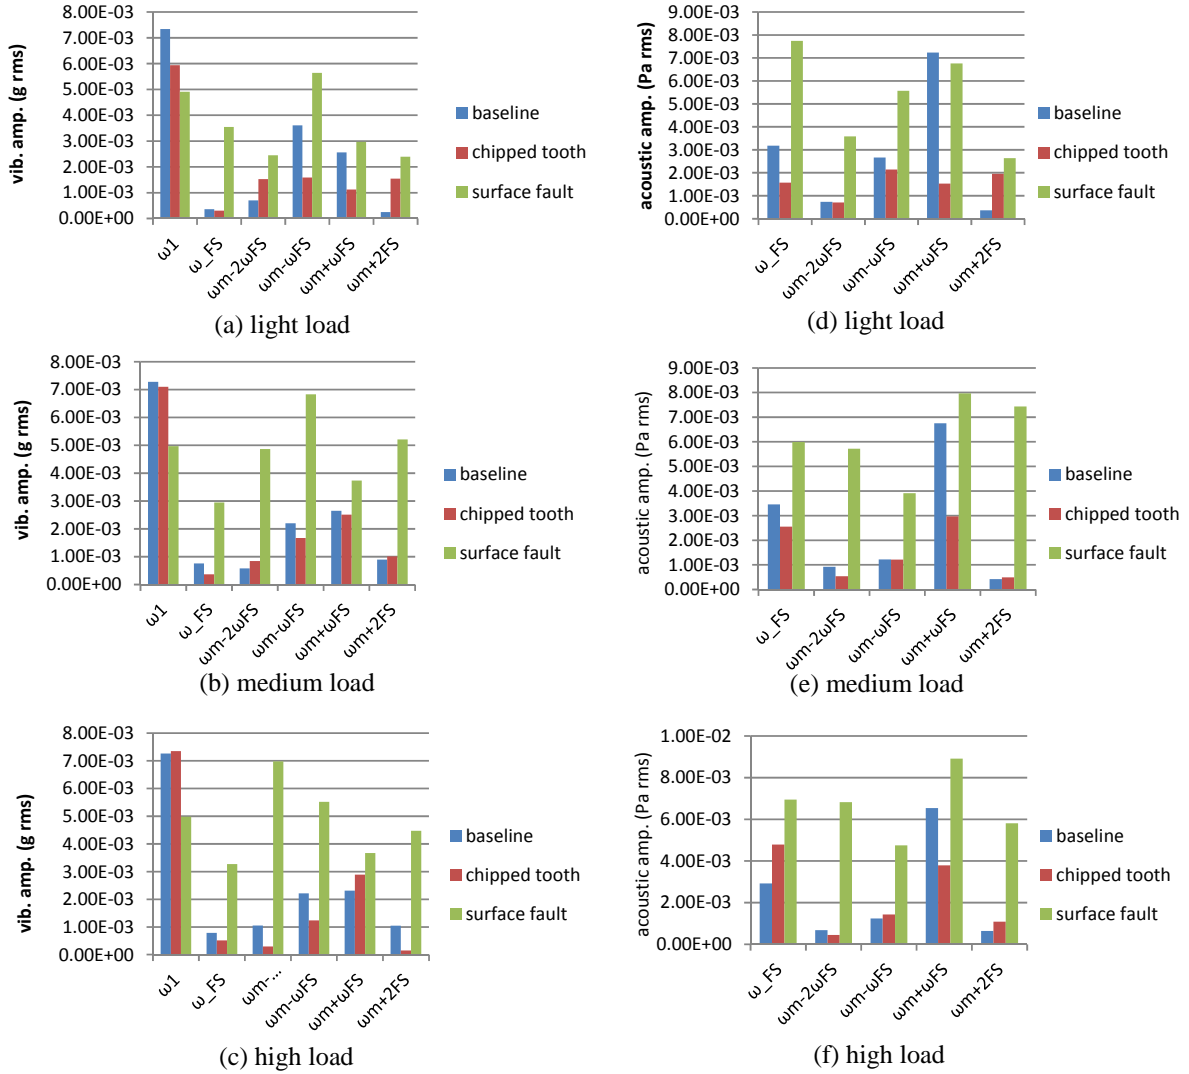 8.00E-03
7.00E-03
6.00E-03
5.00E-03
4.00E-03
3.00E-03
2.00E-03
1.00E-03
0.00E+00
vib. amp. (g rms)
ω1
ω_FS
ωm-2ωFS
ωm-ωFS
ωm+ωFS
ωm+2FS
baseline
chipped tooth
surface fault
(a) light load
9.00E-03
8.00E-03
7.00E-03
6.00E-03
5.00E-03
4.00E-03
3.00E-03
2.00E-03
1.00E-03
0.00E+00
acoustic amp. (Pa rms)
ω_FS
ωm-2ωFS
ωm-ωFS
ωm+ωFS
ωm+2FS
baseline
chipped tooth
surface fault
(d) light load
8.00E-03
7.00E-03
6.00E-03
5.00E-03
4.00E-03
3.00E-03
2.00E-03
1.00E-03
0.00E+00
vib. amp. (g rms)
ω1
ω_FS
ωm-2ωFS
ωm-ωFS
ωm+ωFS
ωm+2FS
baseline
chipped tooth
surface fault
(b) medium load
9.00E-03
8.00E-03
7.00E-03
6.00E-03
5.00E-03
4.00E-03
3.00E-03
2.00E-03
1.00E-03
0.00E+00
acoustic amp. (Pa rms)
ω_FS
ωm-2ωFS
ωm-ωFS
ωm+ωFS
ωm+2FS
baseline
chipped tooth
surface fault
(e) medium load
8.00E-03
7.00E-03
6.00E-03
5.00E-03
4.00E-03
3.00E-03
2.00E-03
1.00E-03
0.00E+00
vib. amp. (g rms)
ω1
ω_FS
ωm-...
ωm-ωFS
ωm+ωFS
ωm+2FS
baseline
chipped tooth
surface fault
(c) high load
1.00E-02
8.00E-03
6.00E-03
4.00E-03
2.00E-03
0.00E+00
acoustic amp. (Pa rms)
ω_FS
ωm-2ωFS
ωm-ωFS
ωm+ωFS
ωm+2FS
baseline
chipped tooth
surface fault
(f) high load